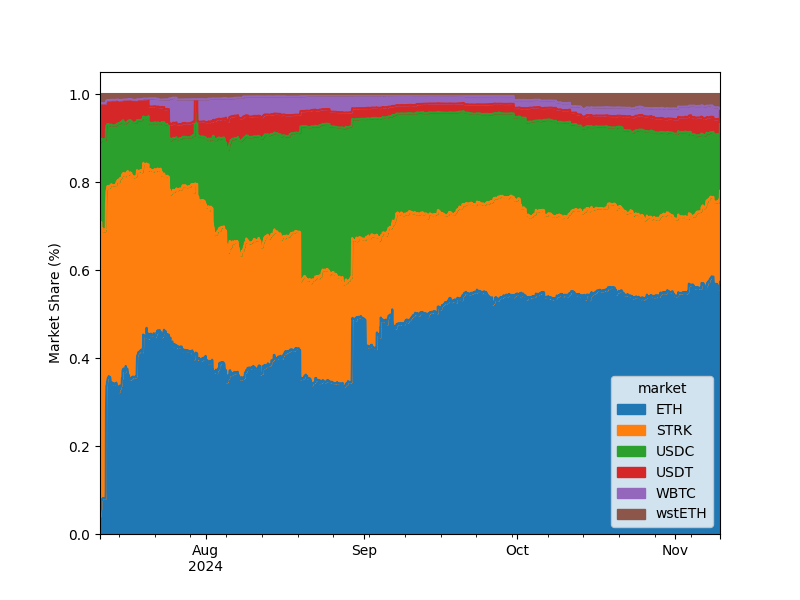 1.0
0.8
0.6
0.4
0.2
0.0
Market Share (%)
Aug
2024
Sep
Oct
Nov
market
ETH
STRK
USDC
USDT
WBTC
wstETH